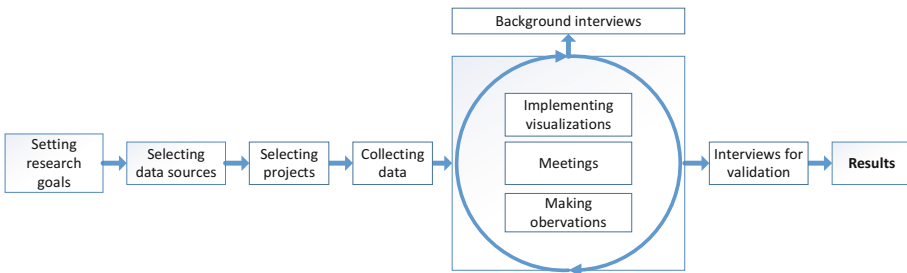 Background interviews
Setting
research
goals
Selecting
data sources
Selecting
projects
Collecting
data
Implementing
visualizations
Meetings
Making
obervations
Interviews for
validation
Results